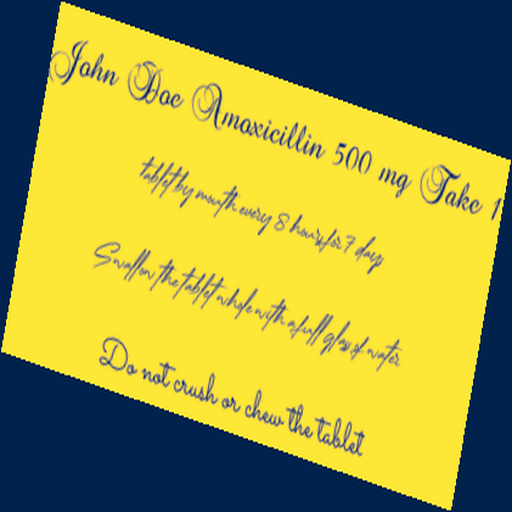 John Doe Amoxicillin 500 mg Take 1
tablet by mouth every 8 hours for 7 days
Swallow the tablet whole with a full glass of water
Do not crush or chew the tablet